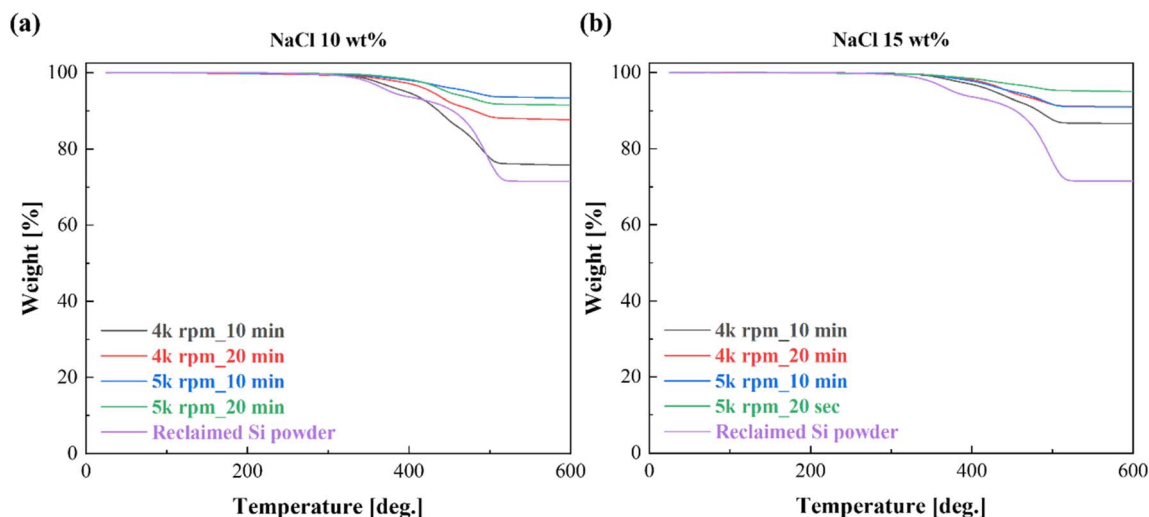 (a)
NaCl 10 wt%
100
80
60
40
20
0
Weight [%]
4k rpm_10 min
4k rpm_20 min
5k rpm_10 min
5k rpm_20 min
Reclaimed Si powder
0
200
400
600
Temperature [deg.]
(b)
NaCl 15 wt%
100
80
60
40
20
0
Weight [%]
4k rpm_10 min
4k rpm_20 min
5k rpm_10 min
5k rpm_20 sec
Reclaimed Si powder
0
200
400
600
Temperature [deg.]